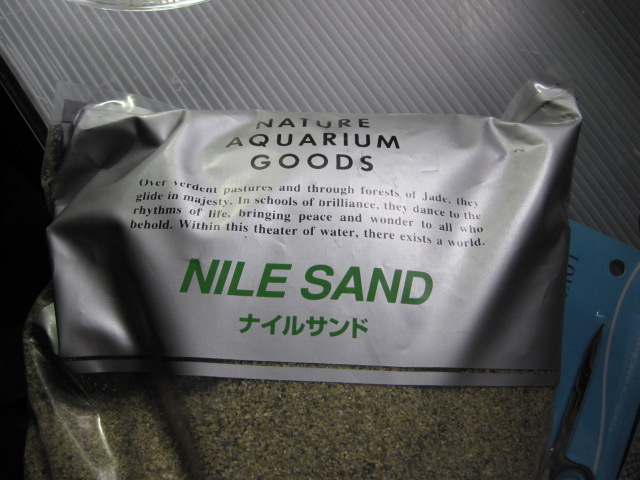 NATURE
AQUARIUM
GOODS
Over verdent pastures and through forests of Jade, they
glide in majesty. In schools of brilliance, they dance to the
rhythms of life, bringing peace and wonder to all who
behold. Within this theater of water, there exists a world.
NILE SAND
ナイルサンド